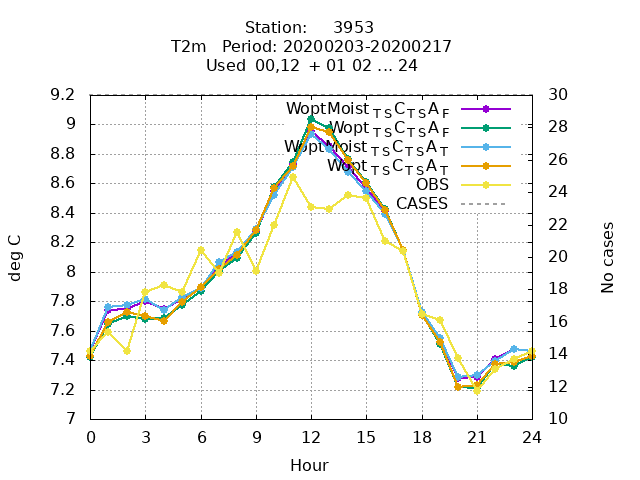 Station: 3953
T2m Period: 20200203-20200217
Used 00,12 + 01 02 ... 24
9.2
9
8.8
8.6
8.4
8.2
8
7.8
7.6
7.4
7.2
7
deg C
WoptMoist TS C TS A F
Wopt TS C TS A F
WoptMoist TS C TS A T
Wopt TS C TS A T
OBS
CASES
30
28
26
24
22
20
18
16
14
12
10
No cases
0 3 6 9 12 15 18 21 24
Hour